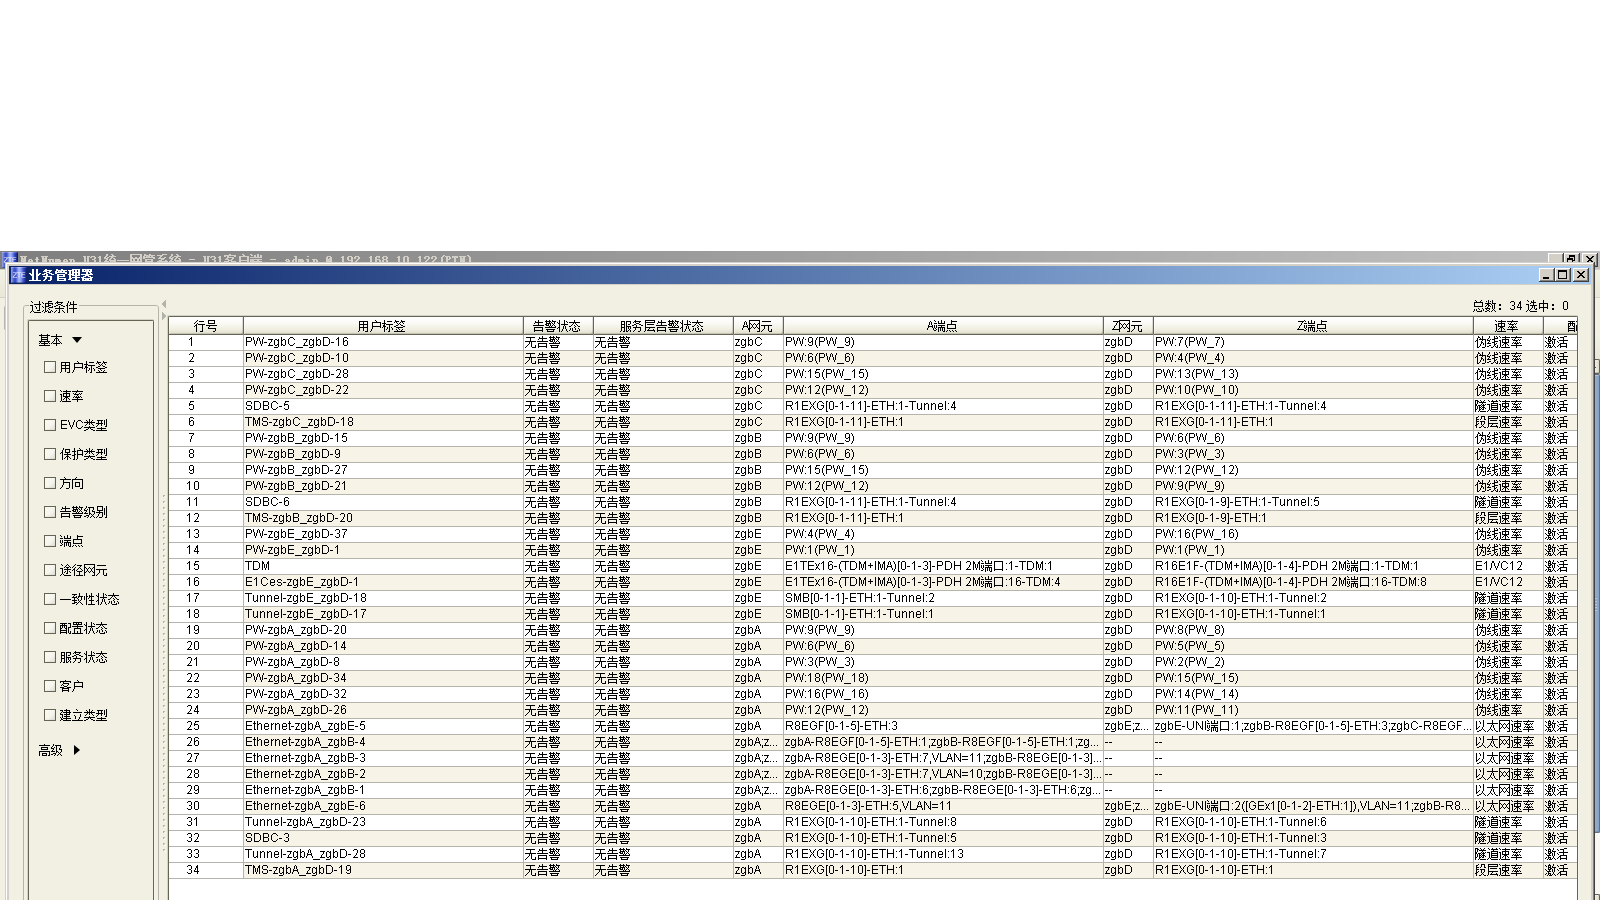 NetNumen U31统一网管系统 - U31客户端 - admin @ 192.168.10.122(PTN)
业务管理器
过滤条件
总数: 34 选中: 0
基本
用户标签
速率
EVC类型
保护类型
方向
告警级别
端点
途径网元
一致性状态
配置状态
服务状态
客户
建立类型
高级
行号 用户标签 告警状态 服务层告警状态 A网元 A端点 Z网元 Z端点 速率
1 PW-zgbC_zgbD-16 无告警 无告警 zgbC PW:9(PW_9) zgbD PW:7(PW_7) 伪线速率 激活
2 PW-zgbC_zgbD-10 无告警 无告警 zgbC PW:6(PW_6) zgbD PW:4(PW_4) 伪线速率 激活
3 PW-zgbC_zgbD-28 无告警 无告警 zgbC PW:15(PW_15) zgbD PW:13(PW_13) 伪线速率 激活
4 PW-zgbC_zgbD-22 无告警 无告警 zgbC PW:12(PW_12) zgbD PW:10(PW_10) 伪线速率 激活
5 SDBC-5 无告警 无告警 zgbC R1EXG[0-1-11]-ETH:1-Tunnel:4 zgbD R1EXG[0-1-11]-ETH:1-Tunnel:4 隧道速率 激活
6 TMS-zgbC_zgbD-18 无告警 无告警 zgbC R1EXG[0-1-11]-ETH:1 zgbD R1EXG[0-1-11]-ETH:1 段层速率 激活
7 PW-zgbB_zgbD-15 无告警 无告警 zgbB PW:9(PW_9) zgbD PW:6(PW_6) 伪线速率 激活
8 PW-zgbB_zgbD-9 无告警 无告警 zgbB PW:6(PW_6) zgbD PW:3(PW_3) 伪线速率 激活
9 PW-zgbB_zgbD-27 无告警 无告警 zgbB PW:15(PW_15) zgbD PW:12(PW_12) 伪线速率 激活
10 PW-zgbB_zgbD-21 无告警 无告警 zgbB PW:12(PW_12) zgbD PW:9(PW_9) 伪线速率 激活
11 SDBC-6 无告警 无告警 zgbB R1EXG[0-1-11]-ETH:1-Tunnel:4 zgbD R1EXG[0-1-9]-ETH:1-Tunnel:5 隧道速率 激活
12 TMS-zgbB_zgbD-20 无告警 无告警 zgbB R1EXG[0-1-11]-ETH:1 zgbD R1EXG[0-1-9]-ETH:1 段层速率 激活
13 PW-zgbE_zgbD-37 无告警 无告警 zgbE PW:4(PW_4) zgbD PW:16(PW_16) 伪线速率 激活
14 PW-zgbE_zgbD-1 无告警 无告警 zgbE PW:1(PW_1) zgbD PW:1(PW_1) 伪线速率 激活
15 TDM 无告警 无告警 zgbE E1TEx16-(TDM+IMA)[0-1-3]-PDH 2M端口:1-TDM:1 zgbD R16E1F-(TDM+IMA)[0-1-4]-PDH 2M端口:1-TDM:1 E1/VC12 激活
16 E1Ces-zgbE_zgbD-1 无告警 无告警 zgbE E1TEx16-(TDM+IMA)[0-1-3]-PDH 2M端口:16-TDM:4 zgbD R16E1F-(TDM+IMA)[0-1-4]-PDH 2M端口:16-TDM:8 E1/VC12 激活
17 Tunnel-zgbE_zgbD-18 无告警 无告警 zgbE SMB[0-1-1]-ETH:1-Tunnel:2 zgbD R1EXG[0-1-10]-ETH:1-Tunnel:2 隧道速率 激活
18 Tunnel-zgbE_zgbD-17 无告警 无告警 zgbE SMB[0-1-1]-ETH:1-Tunnel:1 zgbD R1EXG[0-1-10]-ETH:1-Tunnel:1 隧道速率 激活
19 PW-zgbA_zgbD-20 无告警 无告警 zgbA PW:9(PW_9) zgbD PW:8(PW_8) 伪线速率 激活
20 PW-zgbA_zgbD-14 无告警 无告警 zgbA PW:6(PW_6) zgbD PW:5(PW_5) 伪线速率 激活
21 PW-zgbA_zgbD-8 无告警 无告警 zgbA PW:3(PW_3) zgbD PW:2(PW_2) 伪线速率 激活
22 PW-zgbA_zgbD-34 无告警 无告警 zgbA PW:18(PW_18) zgbD PW:15(PW_15) 伪线速率 激活
23 PW-zgbA_zgbD-32 无告警 无告警 zgbA PW:16(PW_16) zgbD PW:14(PW_14) 伪线速率 激活
24 PW-zgbA_zgbD-26 无告警 无告警 zgbA PW:12(PW_12) zgbD PW:11(PW_11) 伪线速率 激活
25 Ethernet-zgbA_zgbE-5 无告警 无告警 zgbA R8EGF[0-1-5]-ETH:3 zgbE;z... zgbE-UNI端口:1;zgbB-R8EGF[0-1-5]-ETH:3;zgbC-R8EGF... 以太网速率 激活
26 Ethernet-zgbA_zgbB-4 无告警 无告警 zgbA;z... zgbA-R8EGF[0-1-5]-ETH:1;zgbB-R8EGF[0-1-5]-ETH:1;zg... -- -- 以太网速率 激活
27 Ethernet-zgbA_zgbB-3 无告警 无告警 zgbA;z... zgbA-R8EGE[0-1-3]-ETH:7,VLAN=11;zgbB-R8EGE[0-1-3]... -- -- 以太网速率 激活
28 Ethernet-zgbA_zgbB-2 无告警 无告警 zgbA;z... zgbA-R8EGE[0-1-3]-ETH:7,VLAN=10;zgbB-R8EGE[0-1-3]... -- -- 以太网速率 激活
29 Ethernet-zgbA_zgbB-1 无告警 无告警 zgbA;z... zgbA-R8EGE[0-1-3]-ETH:6;zgbB-R8EGE[0-1-3]-ETH:6;zg... -- -- 以太网速率 激活
30 Ethernet-zgbA_zgbE-6 无告警 无告警 zgbA R8EGE[0-1-3]-ETH:5,VLAN=11 zgbE;z... zgbE-UNI端口:2([GEx1[0-1-2]-ETH:1]),VLAN=11;zgbB-R8... 以太网速率 激活
31 Tunnel-zgbA_zgbD-23 无告警 无告警 zgbA R1EXG[0-1-10]-ETH:1-Tunnel:8 zgbD R1EXG[0-1-10]-ETH:1-Tunnel:6 隧道速率 激活
32 SDBC-3 无告警 无告警 zgbA R1EXG[0-1-10]-ETH:1-Tunnel:5 zgbD R1EXG[0-1-10]-ETH:1-Tunnel:3 隧道速率 激活
33 Tunnel-zgbA_zgbD-28 无告警 无告警 zgbA R1EXG[0-1-10]-ETH:1-Tunnel:13 zgbD R1EXG[0-1-10]-ETH:1-Tunnel:7 隧道速率 激活
34 TMS-zgbA_zgbD-19 无告警 无告警 zgbA R1EXG[0-1-10]-ETH:1 zgbD R1EXG[0-1-10]-ETH:1 段层速率 激活